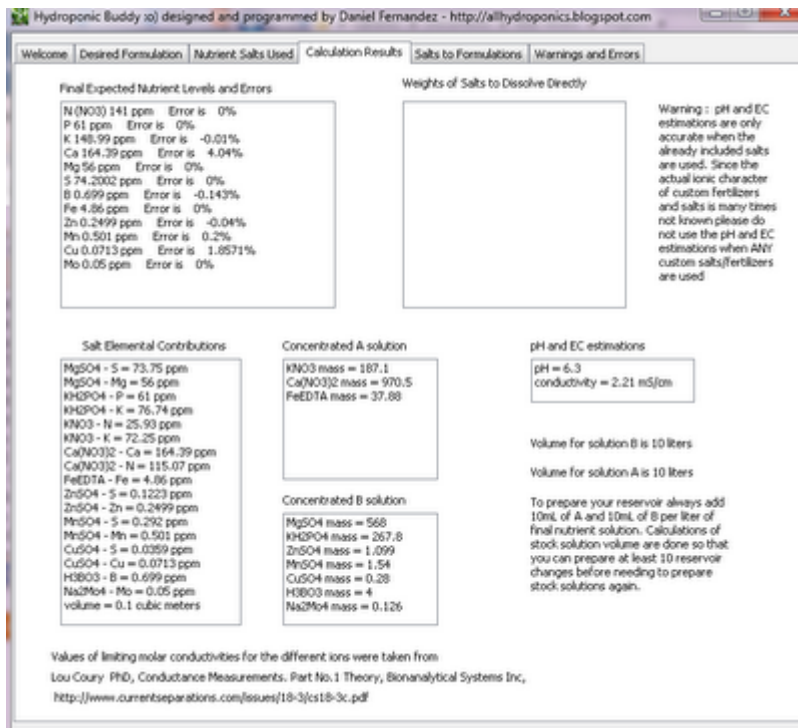 Hydroponic Buddy :o) designed and programmed by Daniel Fernandez - http://allhydroponics.blogspot.com
Welcome Desired Formulation Nutrient Salts Used Calculation Results Salts to Formulations Warnings and Errors
Final Expected Nutrient Levels and Errors
N (NO3) 141 ppm Error is 0%
P 61 ppm Error is 0%
K 148.99 ppm Error is -0.01%
Ca 164.39 ppm Error is 4.04%
Mg 56 ppm Error is 0%
S 74.2002 ppm Error is 0%
B 0.699 ppm Error is -0.143%
Fe 4.86 ppm Error is 0%
Zn 0.2499 ppm Error is -0.04%
Mn 0.501 ppm Error is 0.2%
Cu 0.0713 ppm Error is 1.8571%
Mo 0.05 ppm Error is 0%
Weights of Salts to Dissolve Directly
Warning : pH and EC
estimations are only
accurate when the
already included salts
are used. Since the
actual ionic character
of custom fertilizers
and salts is many times
not known please do
not use the pH and EC
estimations when ANY
custom salts/fertilizers
are used
Salt Elemental Contributions
MgSO4 - S = 73.75 ppm
MgSO4 - Mg = 56 ppm
KH2PO4 - P = 61 ppm
KH2PO4 - K = 76.74 ppm
KNO3 - N = 25.93 ppm
KNO3 - K = 72.25 ppm
Ca(NO3)2 - Ca = 164.39 ppm
Ca(NO3)2 - N = 115.07 ppm
FeEDTA - Fe = 4.86 ppm
ZnSO4 - S = 0.1223 ppm
ZnSO4 - Zn = 0.2499 ppm
MnSO4 - S = 0.292 ppm
MnSO4 - Mn = 0.501 ppm
CuSO4 - S = 0.0359 ppm
CuSO4 - Cu = 0.0713 ppm
H3BO3 - B = 0.699 ppm
Na2Mo4 - Mo = 0.05 ppm
volume = 0.1 cubic meters
Concentrated A solution
KNO3 mass = 187.1
Ca(NO3)2 mass = 970.5
FeEDTA mass = 37.88
Concentrated B solution
MgSO4 mass = 568
KH2PO4 mass = 267.8
ZnSO4 mass = 1.099
MnSO4 mass = 1.54
CuSO4 mass = 0.28
H3BO3 mass = 4
Na2Mo4 mass = 0.126
pH and EC estimations
pH = 6.3
conductivity = 2.21 mS/cm
Volume for solution B is 10 liters
Volume for solution A is 10 liters
To prepare your reservoir always add
10mL of A and 10mL of B per liter of
final nutrient solution. Calculations of
stock solution volume are done so that
you can prepare at least 10 reservoir
changes before needing to prepare
stock solutions again.
Values of limiting molar conductivities for the different ions were taken from
Lou Coury PhD, Conductance Measurements. Part No.1 Theory, Bionanalytical Systems Inc,
http://www.currentseparations.com/issues/18-3/cs18-3c.pdf